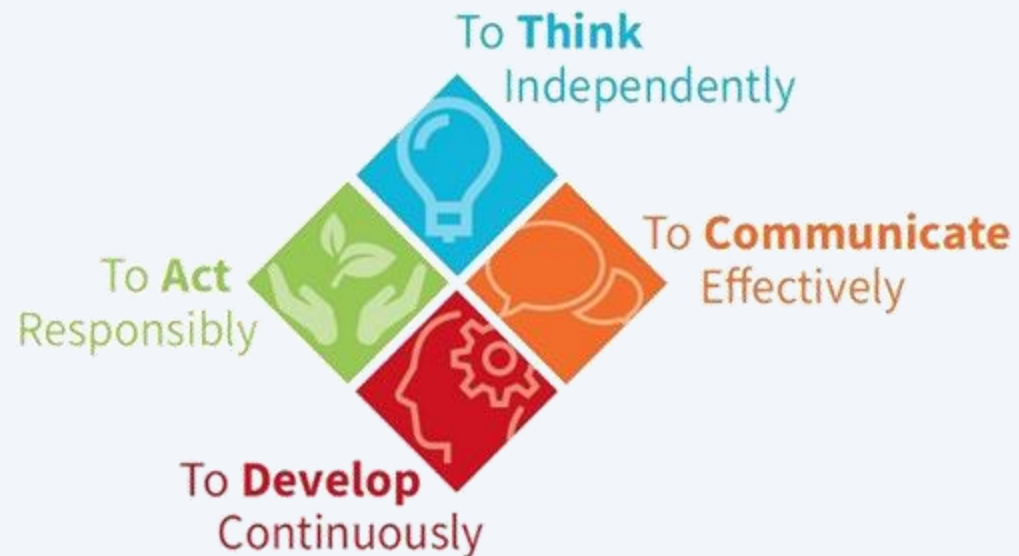 To Think
Independently
To Communicate
Effectively
To Act
Responsibly
To Develop
Continuously